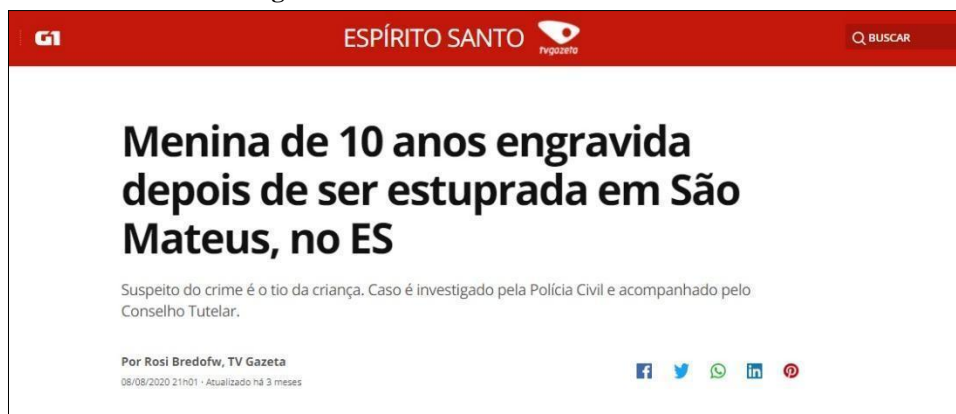 G1
ESPÍRITO SANTO
tvgazeta
BUSCAR
Menina de 10 anos engravida
depois de ser estuprada em São
Mateus, no ES
Suspeito do crime é o tio da criança. Caso é investigado pela Polícia Civil e acompanhado pelo
Conselho Tutelar.
Por Rosi Bredofw, TV Gazeta
08/08/2020 21h01 · Atualizado há 3 meses